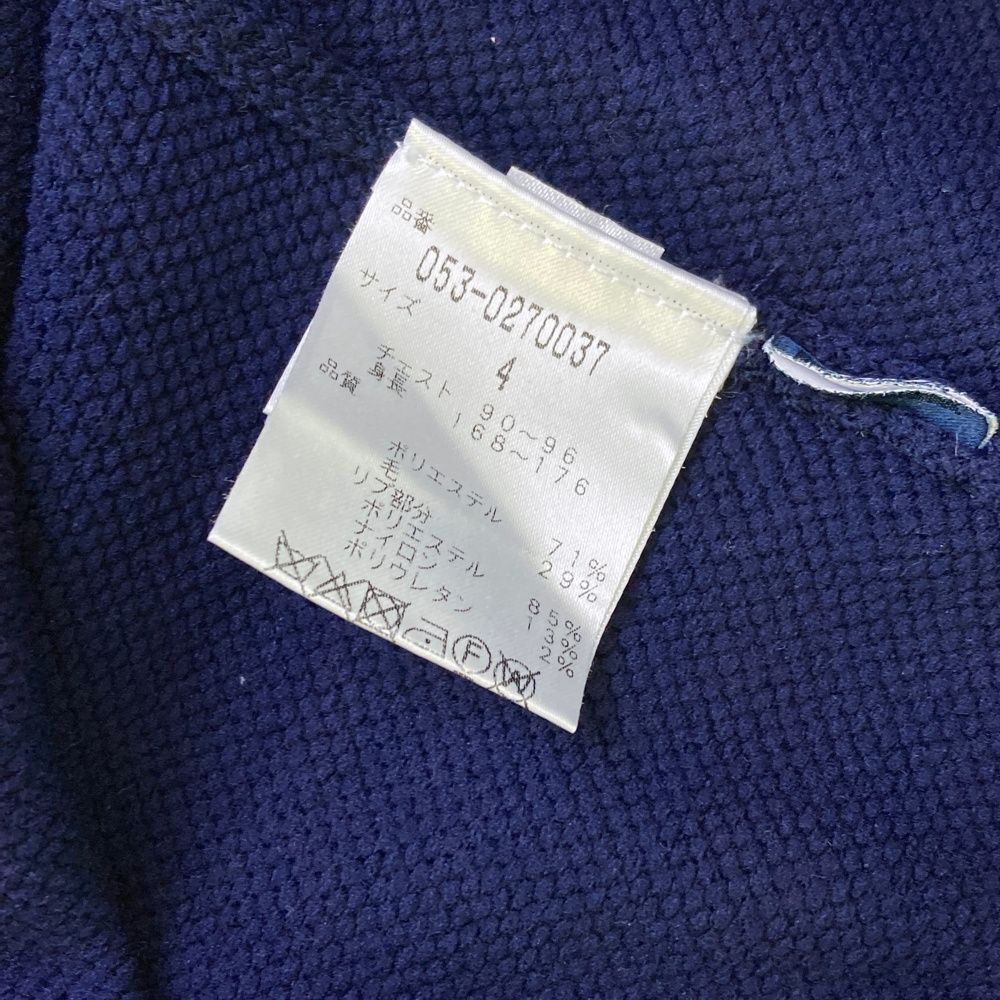 品番
053-0270037
サイズ
4
チェスト 90～96
身長 168～176
品質
ポリエステル 71%
毛 29%
リブ部分
ポリエステル 85%
ナイロン 13%
ポリウレタン 2%
F
W